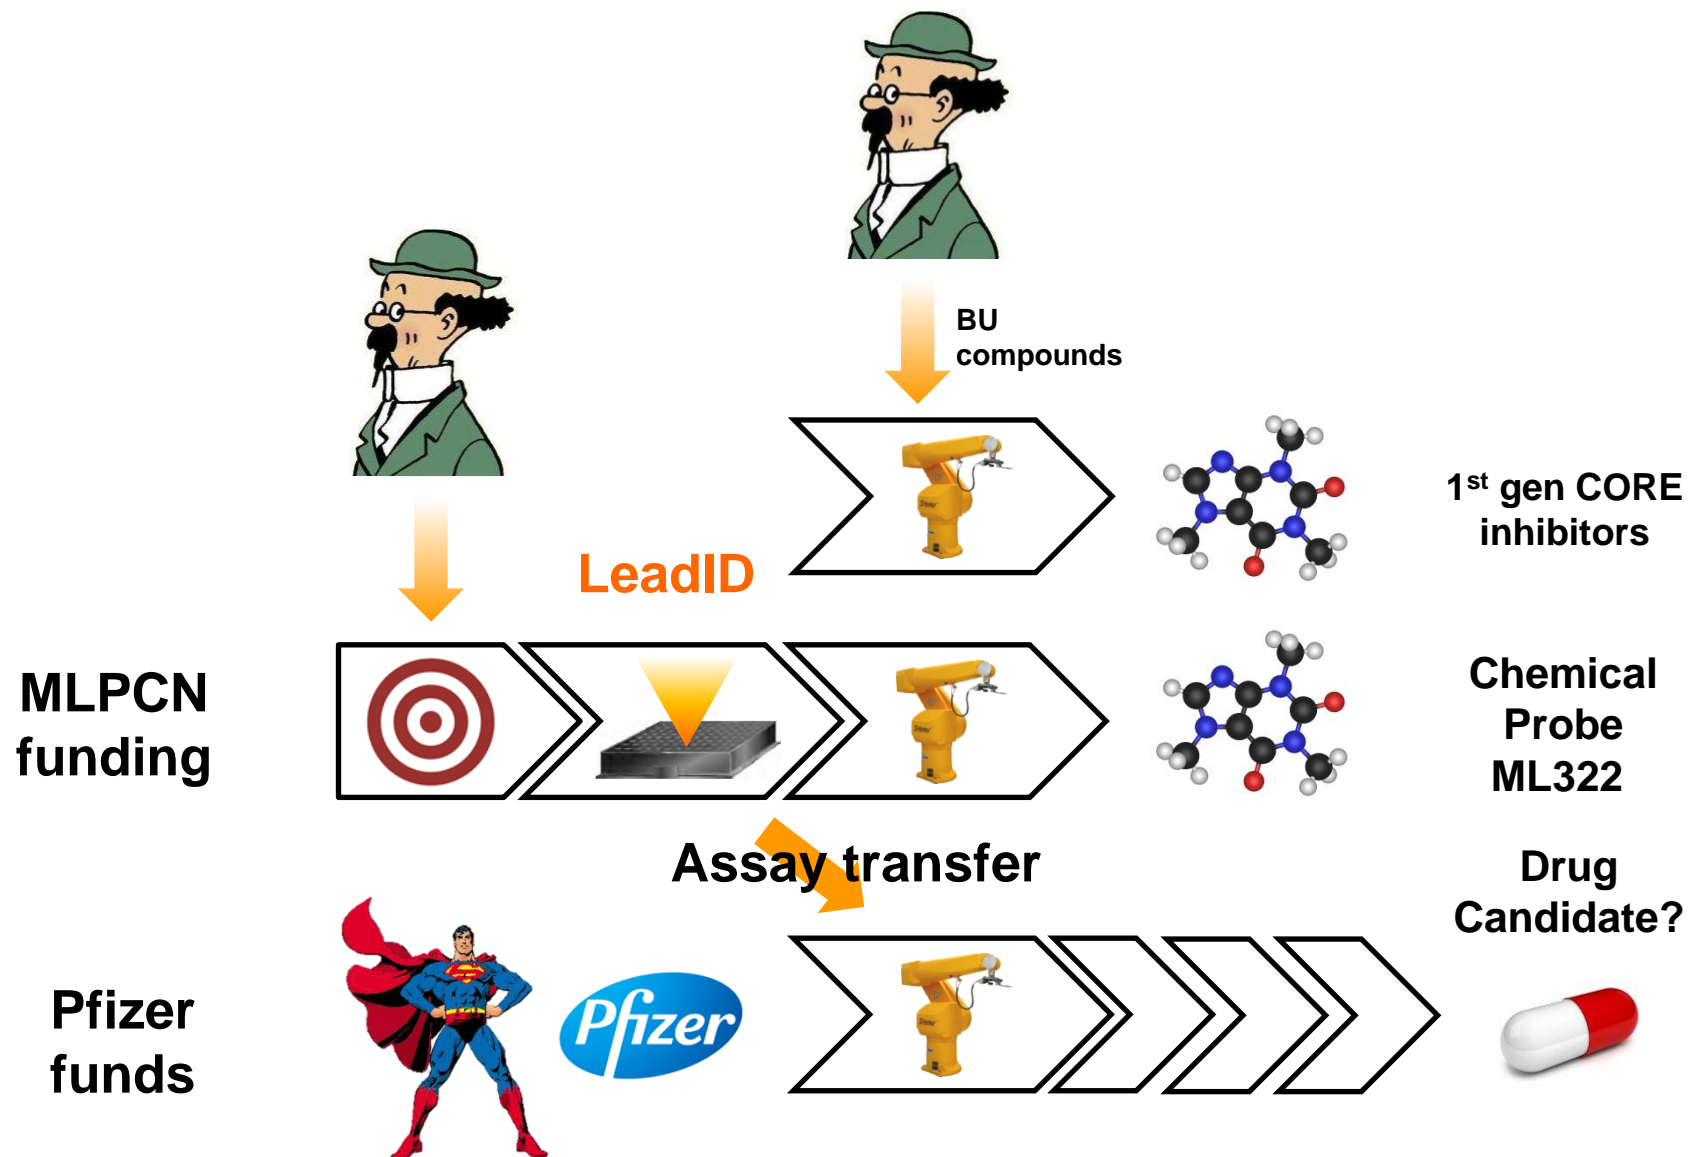 BU
compounds
1st gen CORE
inhibitors
LeadID
MLPCN
funding
Chemical
Probe
ML322
Assay transfer
Drug
Candidate?
Pfizer
funds
Pfizer